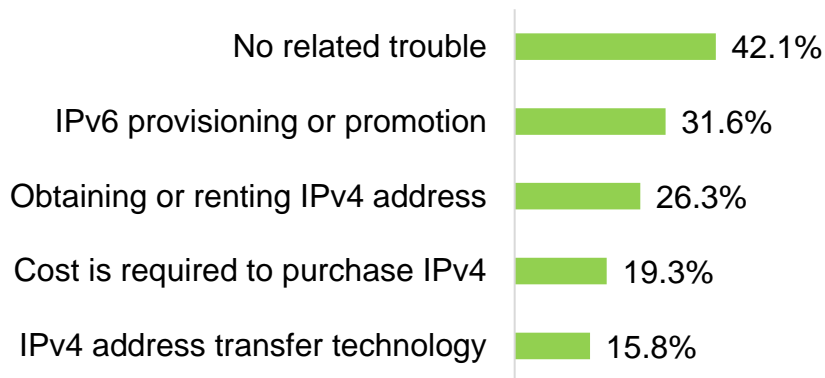 No related trouble 42.1%
IPv6 provisioning or promotion 31.6%
Obtaining or renting IPv4 address 26.3%
Cost is required to purchase IPv4 19.3%
IPv4 address transfer technology 15.8%